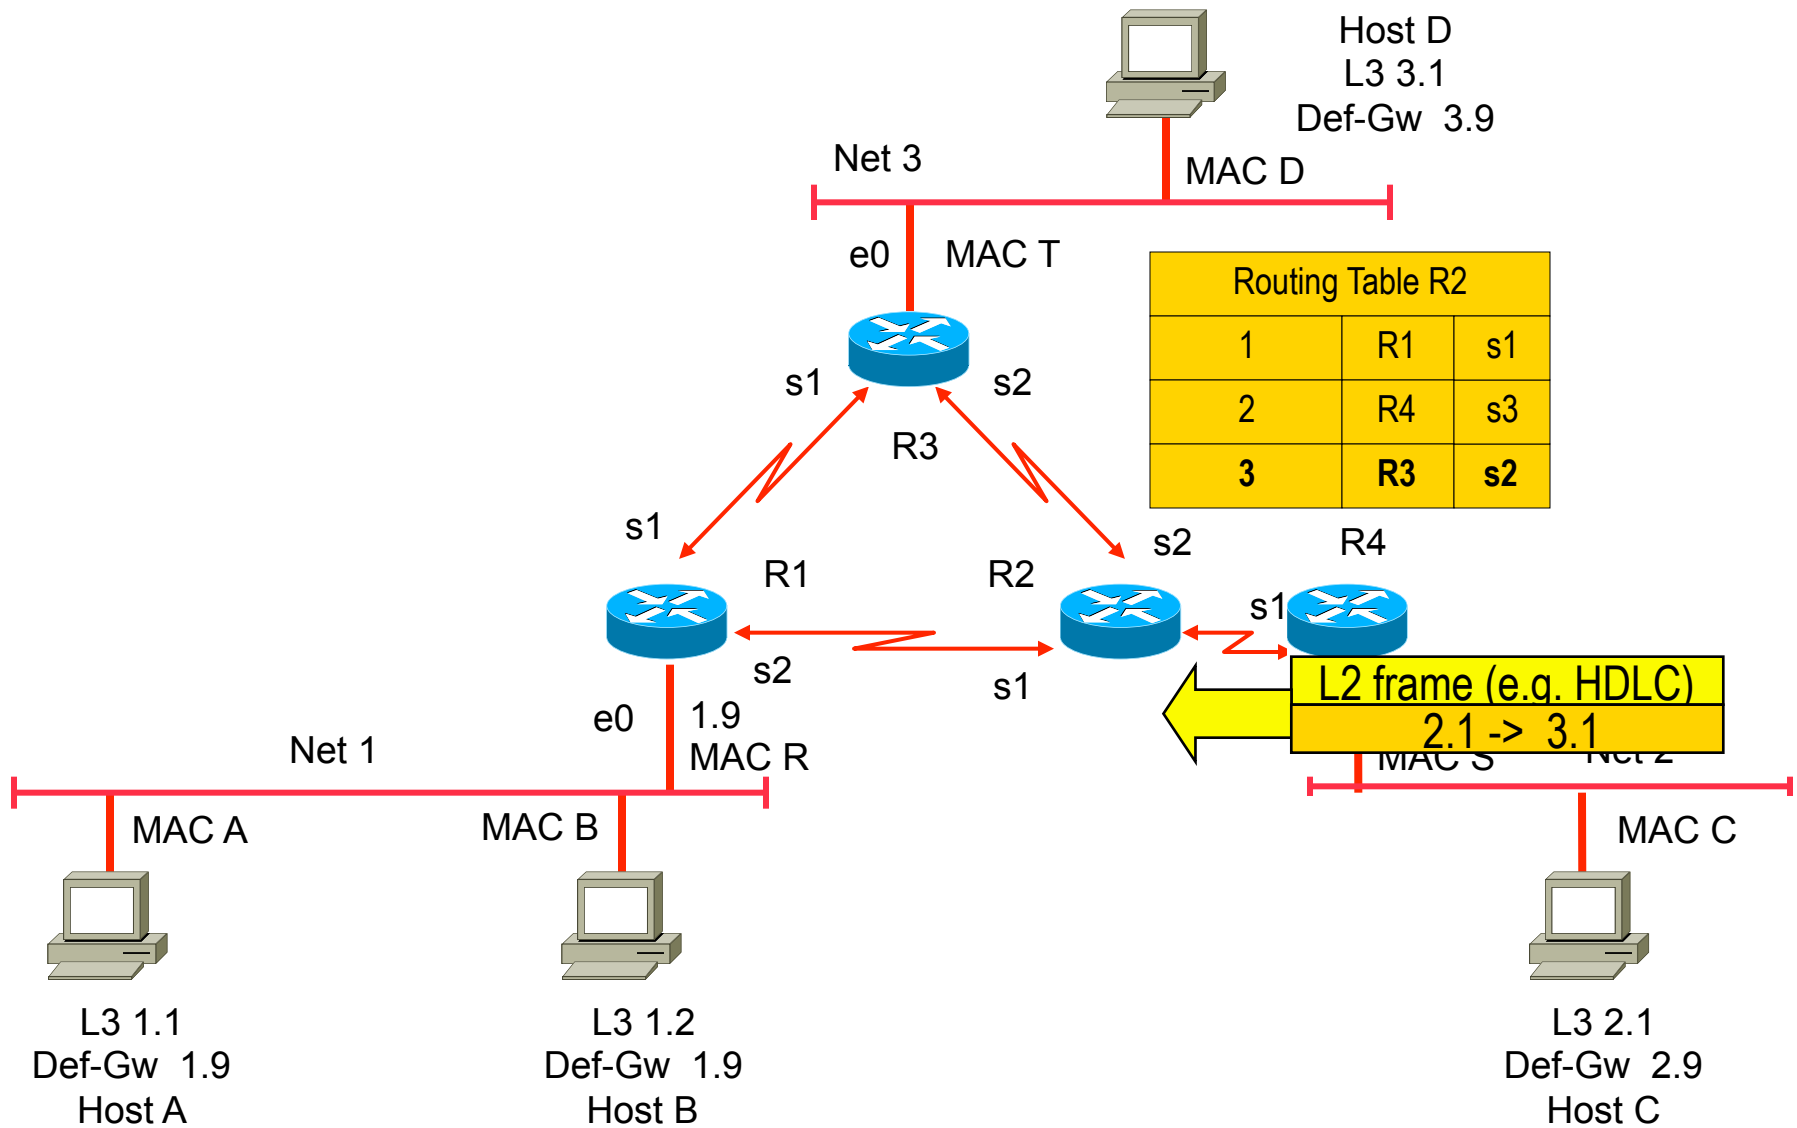 Host D
L3 3.1
Def-Gw 3.9
Net 3
MAC D
e0
MAC T
Routing Table R2
1 R1 s1
2 R4 s3
3 R3 s2
s1
s2
R3
s1
s2
R4
R1
R2
s1
s2
s1
L2 frame (e.g. HDLC)
2.1 -> 3.1
e0
1.9
MAC R
Net 1
MAC S
Net 2
MAC A
MAC B
MAC C
L3 1.1
Def-Gw 1.9
Host A
L3 1.2
Def-Gw 1.9
Host B
L3 2.1
Def-Gw 2.9
Host C